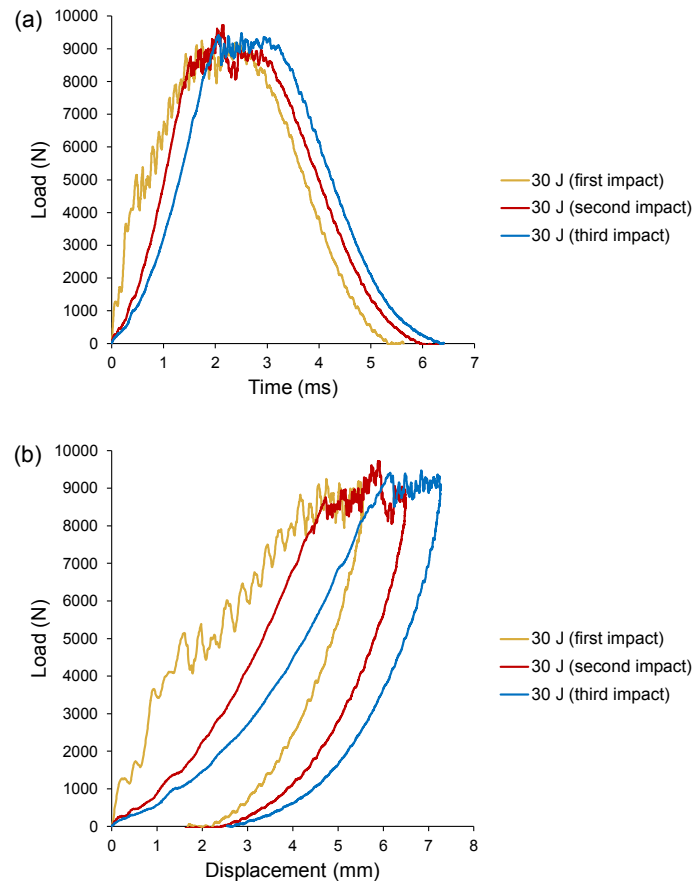 (a)
10000
9000
8000
7000
6000
5000
4000
3000
2000
1000
0
Load (N)
0 1 2 3 4 5 6 7
Time (ms)
30 J (first impact)
30 J (second impact)
30 J (third impact)
(b)
10000
9000
8000
7000
6000
5000
4000
3000
2000
1000
0
Load (N)
0 1 2 3 4 5 6 7 8
Displacement (mm)
30 J (first impact)
30 J (second impact)
30 J (third impact)